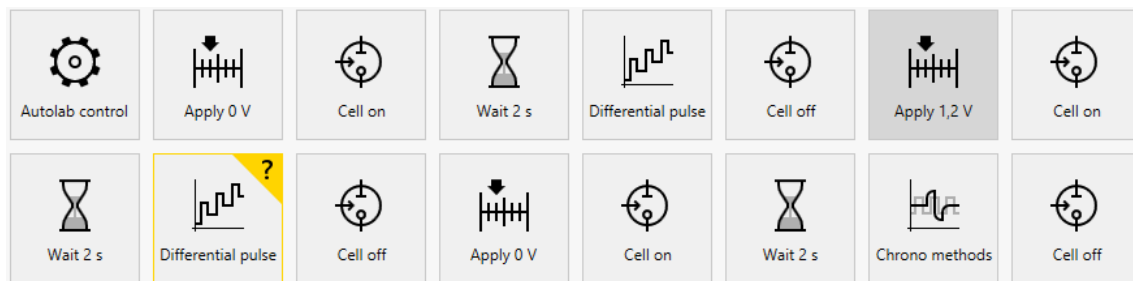 Autolab control
Apply 0 V
Cell on
Wait 2 s
Differential pulse
Cell off
Apply 1,2 V
Cell on
?
Wait 2 s
Differential pulse
Cell off
Apply 0 V
Cell on
Wait 2 s
Chrono methods
Cell off